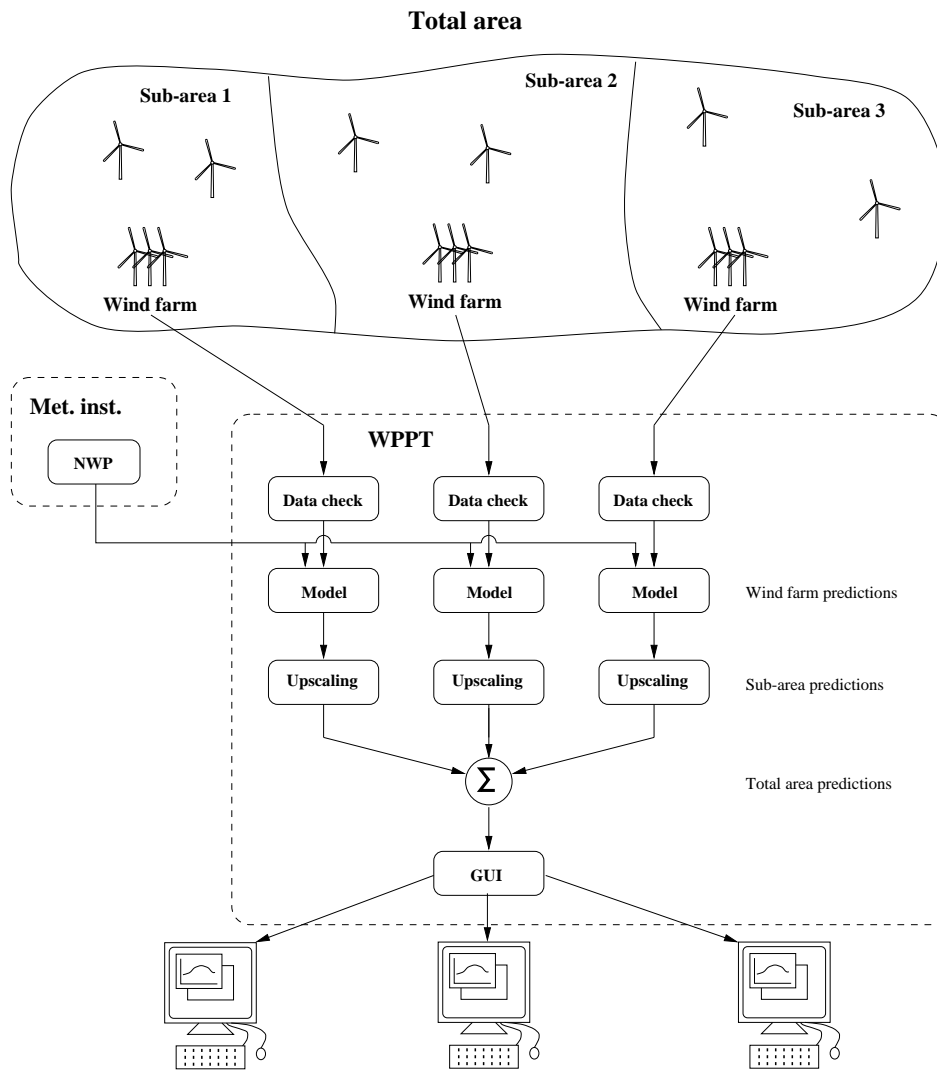 Total area
Sub-area 1
Sub-area 2
Sub-area 3
Wind farm
Wind farm
Wind farm
Met. inst.
NWP
WPPT
Data check
Data check
Data check
Model
Model
Model
Wind farm predictions
Upscaling
Upscaling
Upscaling
Sub-area predictions
Σ
Total area predictions
GUI